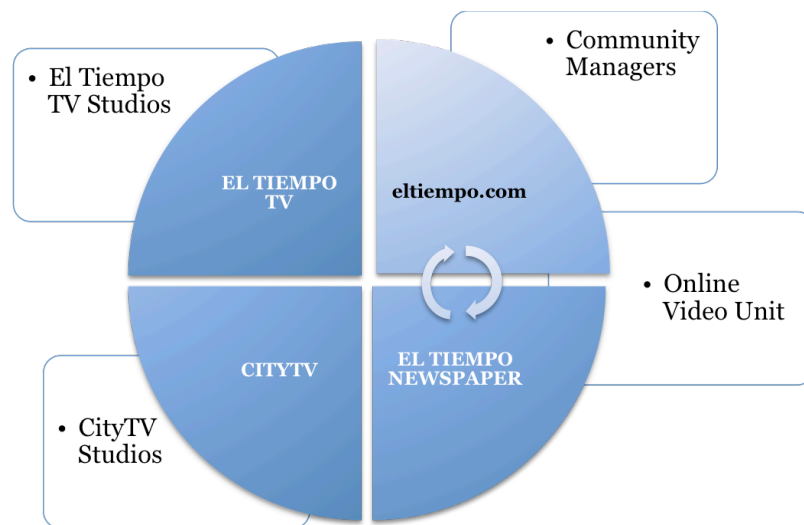 • El Tiempo
TV Studios
• Community
Managers
EL TIEMPO
TV
eltiempo.com
• Online
Video Unit
CITYTV
EL TIEMPO
NEWSPAPER
• CityTV
Studios